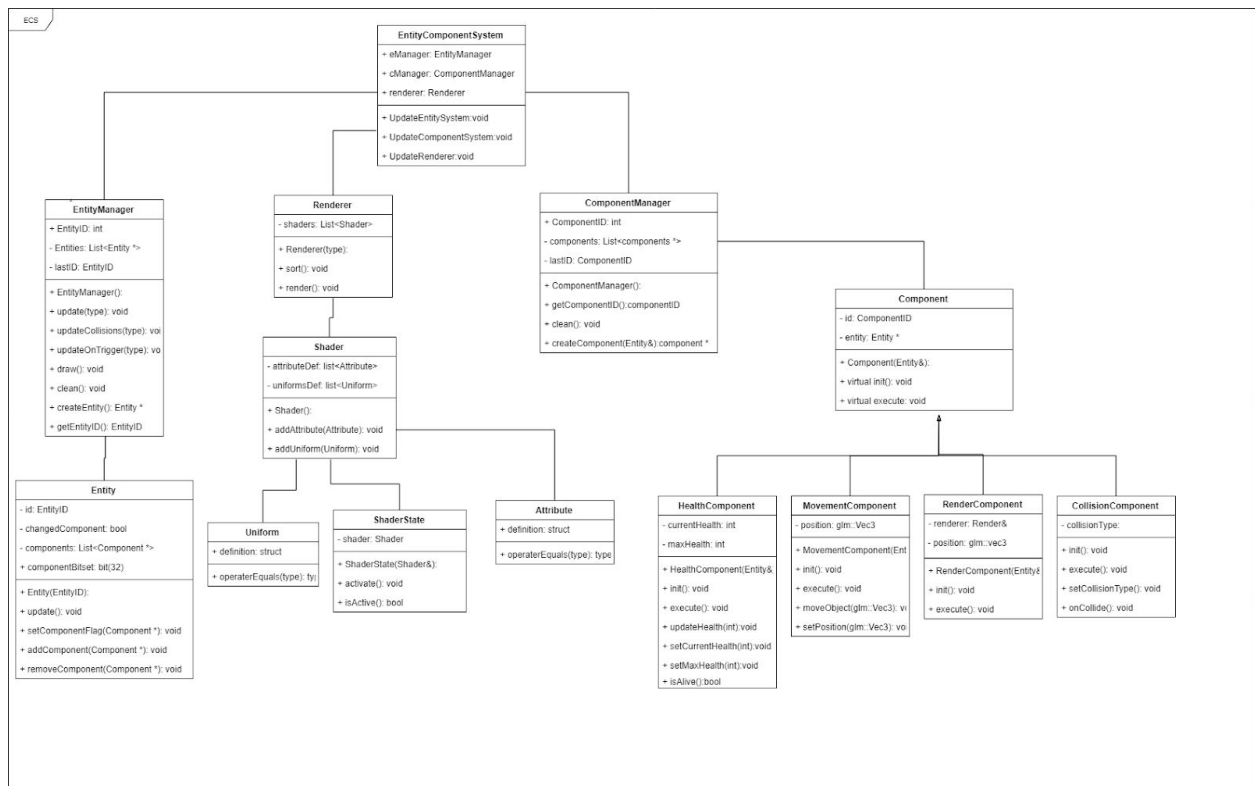 ECS
EntityComponentSystem
+ eManager: EntityManager
+ cManager: ComponentManager
+ renderer: Renderer
+ UpdateEntitySystem:void
+ UpdateComponentSystem:void
+ UpdateRenderer:void
EntityManager
+ EntityID: int
- Entities: List<Entity *>
- lastID: EntityID
+ EntityManager():
+ update(type): void
+ updateCollisions(type): voi
+ updateOnTrigger(type): vo
+ draw(): void
+ clean(): void
+ createEntity(): Entity *
+ getEntityID(): EntityID
Renderer
- shaders: List<Shader>
+ Renderer(type):
+ sort(): void
+ render(): void
ComponentManager
+ ComponentID: int
- components: List<components *>
- lastID: ComponentID
+ ComponentManager():
+ getComponentID():componentID
+ clean(): void
+ createComponent(Entity&):component *
Component
- id: ComponentID
- entity: Entity *
+ Component(Entity&):
+ virtual init(): void
+ virtual execute: void
Shader
- attributeDef: list<Attribute>
- uniformsDef: list<Uniform>
+ Shader():
+ addAttribute(Attribute): void
+ addUniform(Uniform): void
Entity
- id: EntityID
- changedComponent: bool
- components: List<Component *>
+ componentBitset: bit(32)
+ Entity(EntityID):
+ update(): void
+ setComponentFlag(Component *): void
+ addComponent(Component *): void
+ removeComponent(Component *): void
Uniform
+ definition: struct
+ operaterEquals(type): typ
ShaderState
- shader: Shader
+ ShaderState(Shader&):
+ activate(): void
+ isActive(): bool
Attribute
+ definition: struct
+ operaterEquals(type): type
HealthComponent
- currentHealth: int
- maxHealth: int
+ HealthComponent(Entity&
+ init(): void
+ execute(): void
+ updateHealth(int):void
+ setCurrentHealth(int):void
+ setMaxHealth(int):void
+ isAlive():bool
MovementComponent
- position: glm::Vec3
+ MovementComponent(Ent
+ init(): void
+ execute(): void
+ moveObject(glm::Vec3): v
+ setPosition(glm::Vec3): vo
RenderComponent
- renderer: Render&
- position: glm::vec3
+ RenderComponent(Entity&
+ init(): void
+ execute(): void
CollisionComponent
- collisionType:
+ init(): void
+ execute(): void
+ setCollisionType(): void
+ onCollide(): void